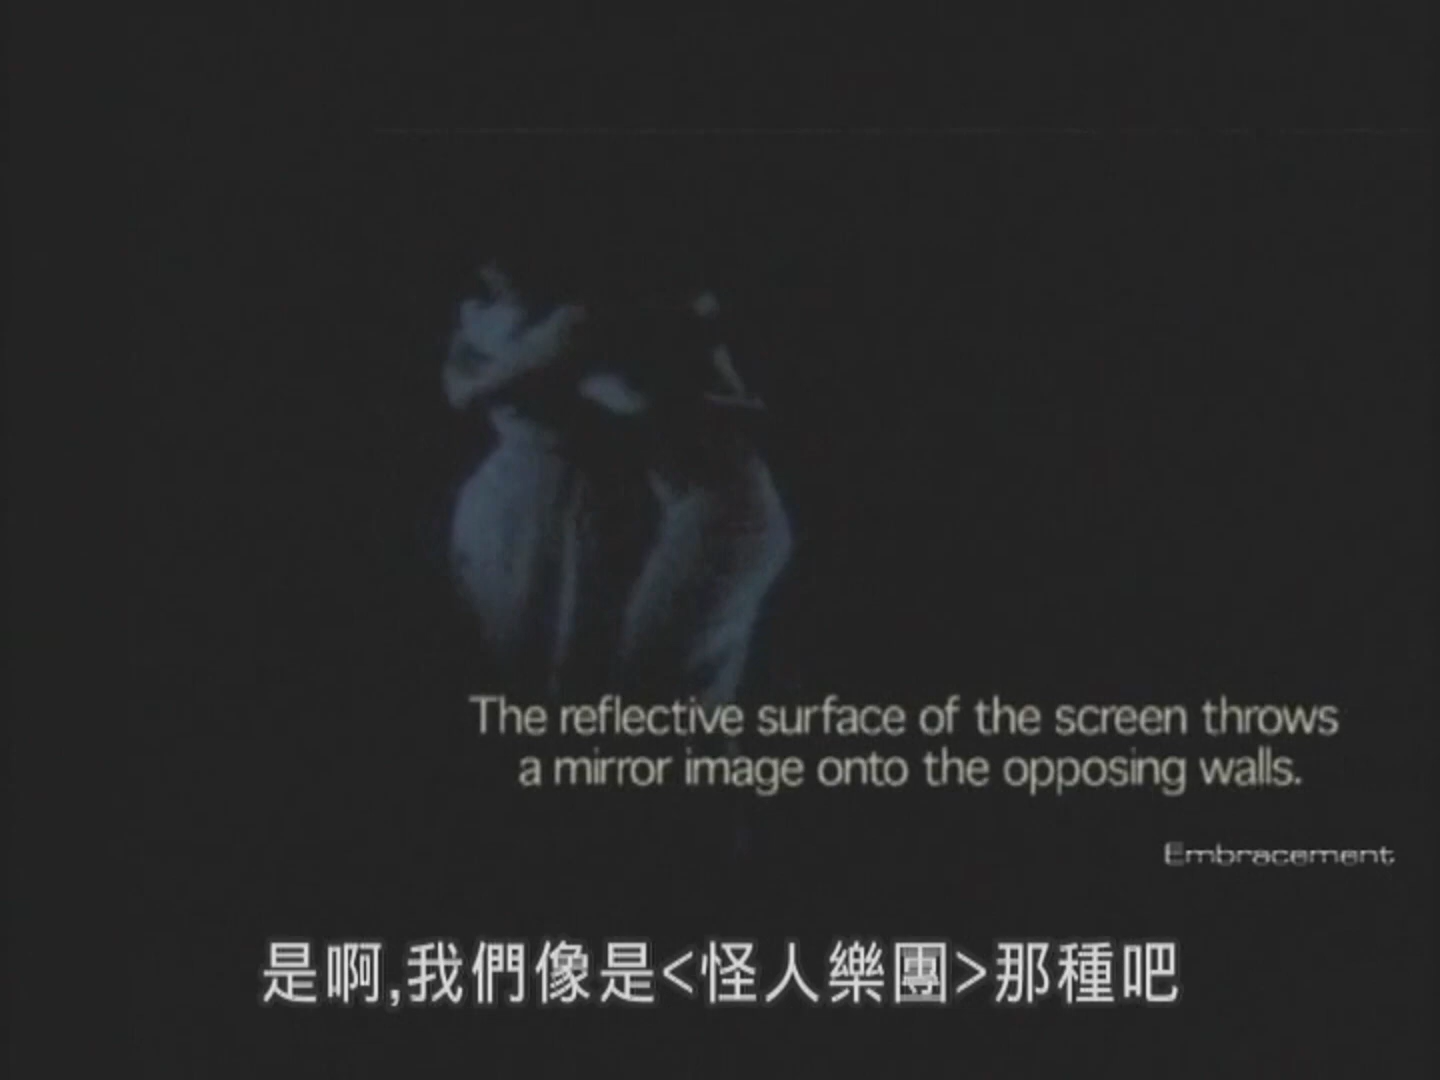 The reflective surface of the screen throws
a mirror image onto the opposing walls.
Embracement
是啊,我們像是<怪人樂團>那種吧